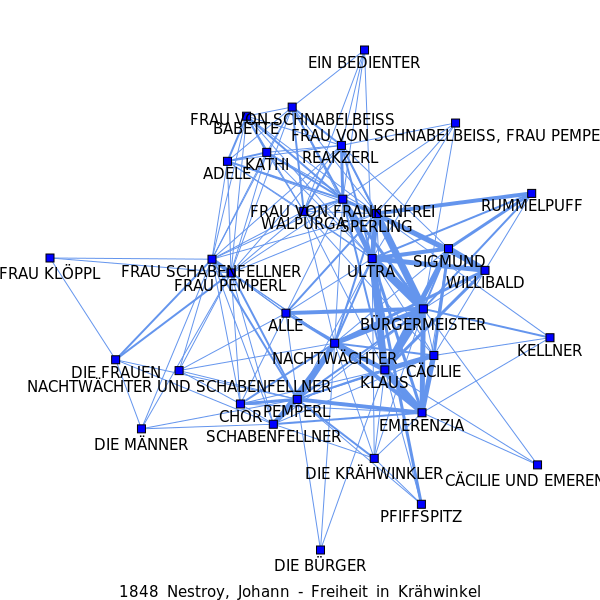 EIN BEDIENTER
FRAU VON SCHNABELBEISS
BABETTE
FRAU VON SCHNABELBEISS, FRAU PEMPE
REAKZERL
KATHI
ADELE
RUMMELPUFF
FRAU VON FRANKENFREI
WALPURGA
SPERLING
SIGMUND
FRAU KLÖPPL
FRAU SCHABENFELLNER
ULTRA
WILLIBALD
FRAU PEMPERL
ALLE
BÜRGERMEISTER
KELLNER
NACHTWÄCHTER
DIE FRAUEN
CÄCILIE
KLAUS
NACHTWÄCHTER UND SCHABENFELLNER
PEMPERL
CHOR
EMERENZIA
SCHABENFELLNER
DIE MÄNNER
DIE KRÄHWINKLER
CÄCILIE UND EMEREN
PFIFFSPITZ
DIE BÜRGER
1848 Nestroy, Johann - Freiheit in Krähwinkel